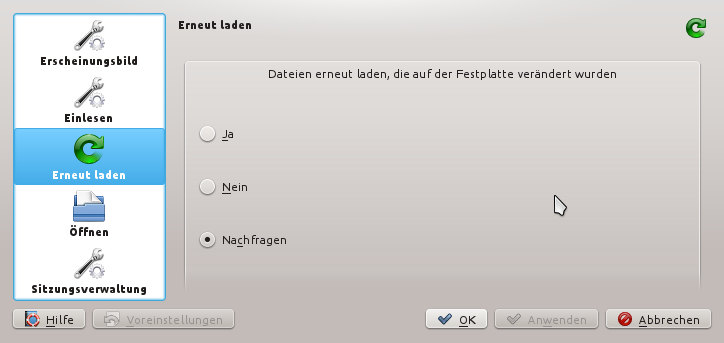 Erscheinungsbild
Einlesen
Erneut laden
Öffnen
Sitzungsverwaltung
Erneut laden
Dateien erneut laden, die auf der Festplatte verändert wurden
Ja
Nein
Nachfragen
Hilfe
Voreinstellungen
OK
Anwenden
Abbrechen